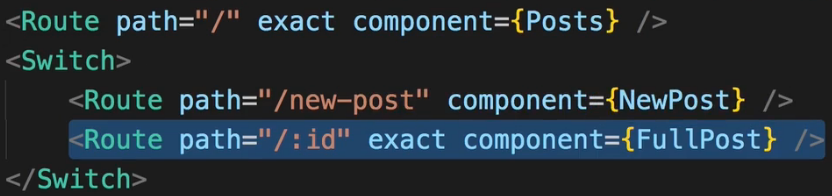 <Route path="/" exact component={Posts} />
<Switch>
    <Route path="/new-post" component={NewPost} />
    <Route path="/:id" exact component={FullPost} />
</Switch>